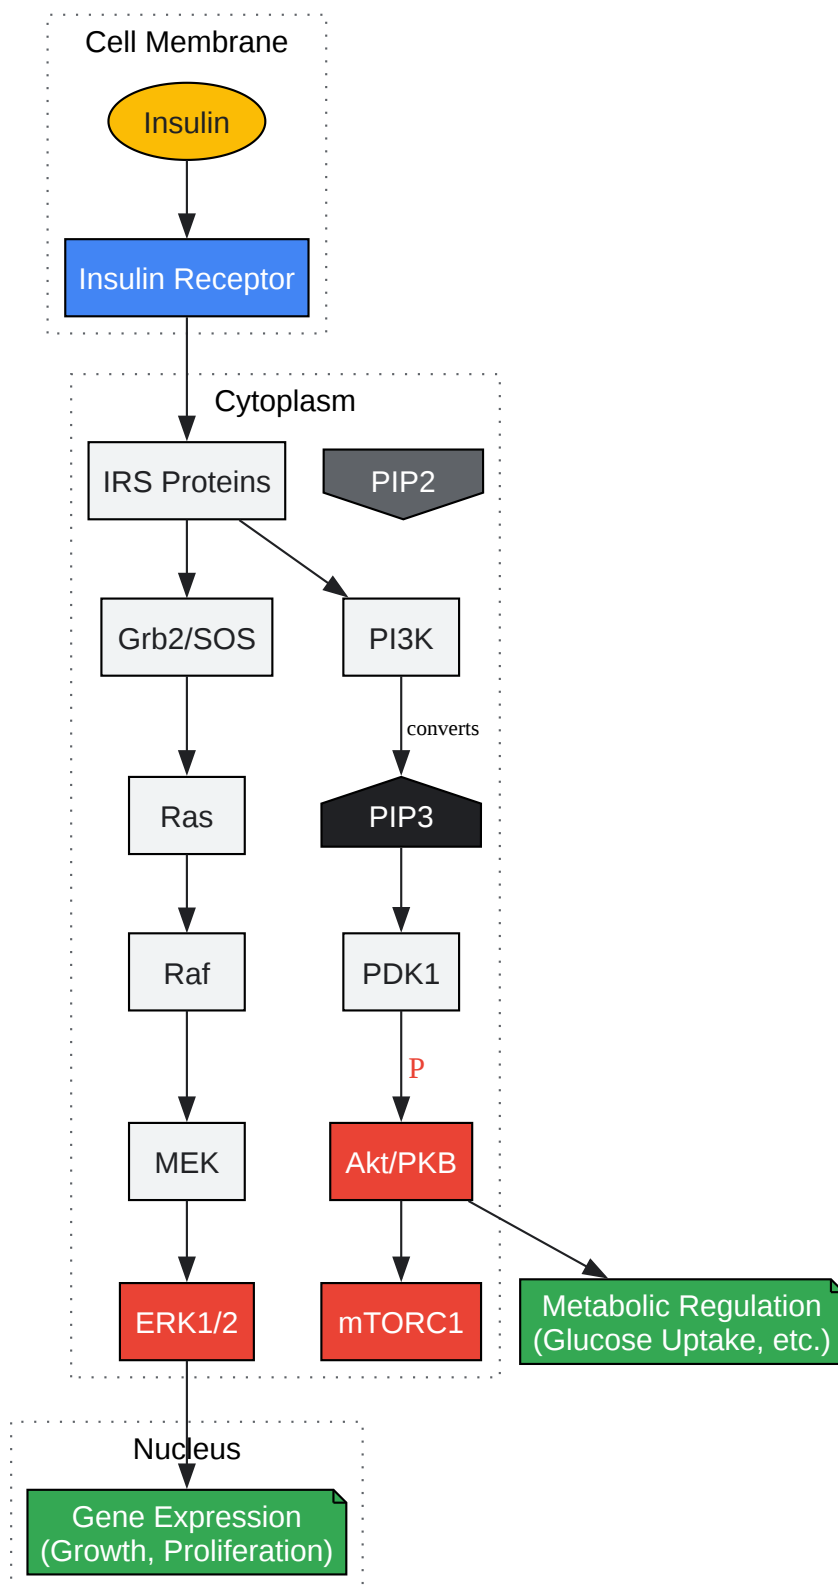 Cell Membrane
Insulin
Insulin Receptor
Cytoplasm
IRS Proteins
PIP2
Grb2/SOS
PI3K
converts
Ras
PIP3
Raf
PDK1
P
MEK
Akt/PKB
ERK1/2
mTORC1
Metabolic Regulation
(Glucose Uptake, etc.)
Nucleus
Gene Expression
(Growth, Proliferation)